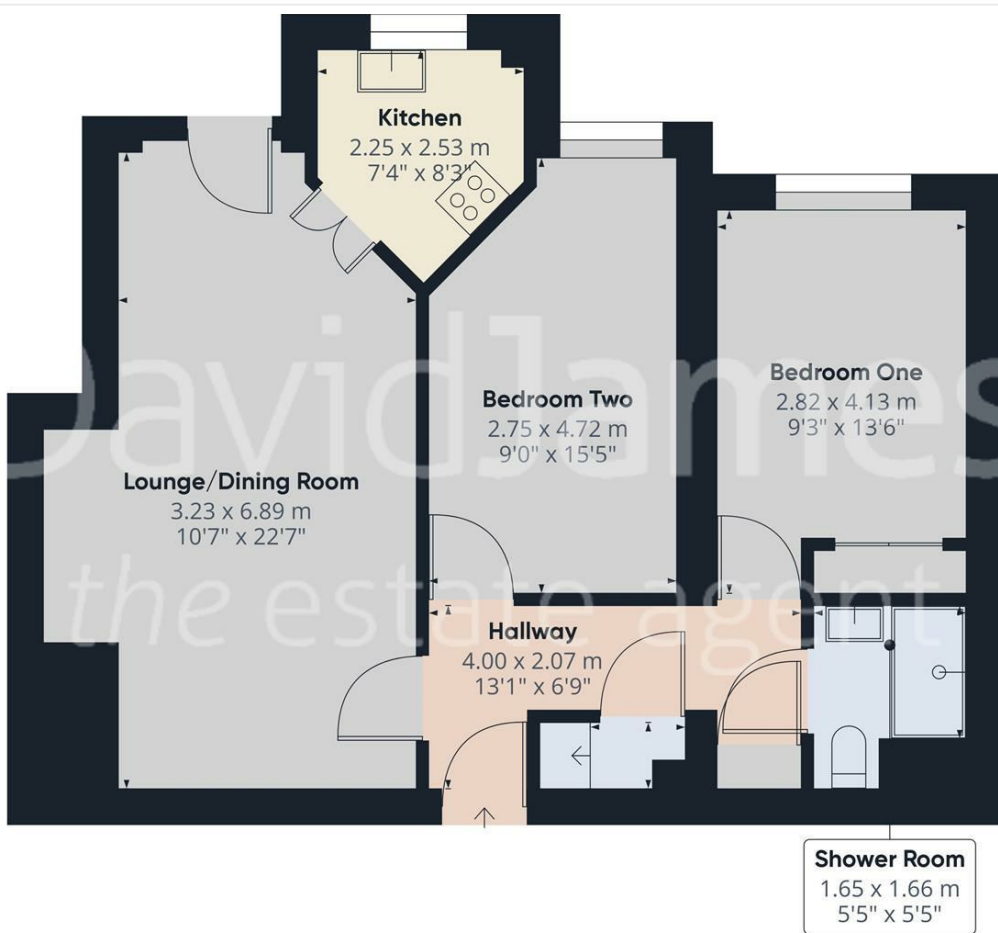 Kitchen
2.25 x 2.53 m
7'4" x 8'3"
Bedroom Two
2.75 x 4.72 m
9'0" x 15'5"
Bedroom One
2.82 x 4.13 m
9'3" x 13'6"
DavidJames
the estate agent
Lounge/Dining Room
3.23 x 6.89 m
10'7" x 22'7"
Hallway
4.00 x 2.07 m
13'1" x 6'9"
Shower Room
1.65 x 1.66 m
5'5" x 5'5"